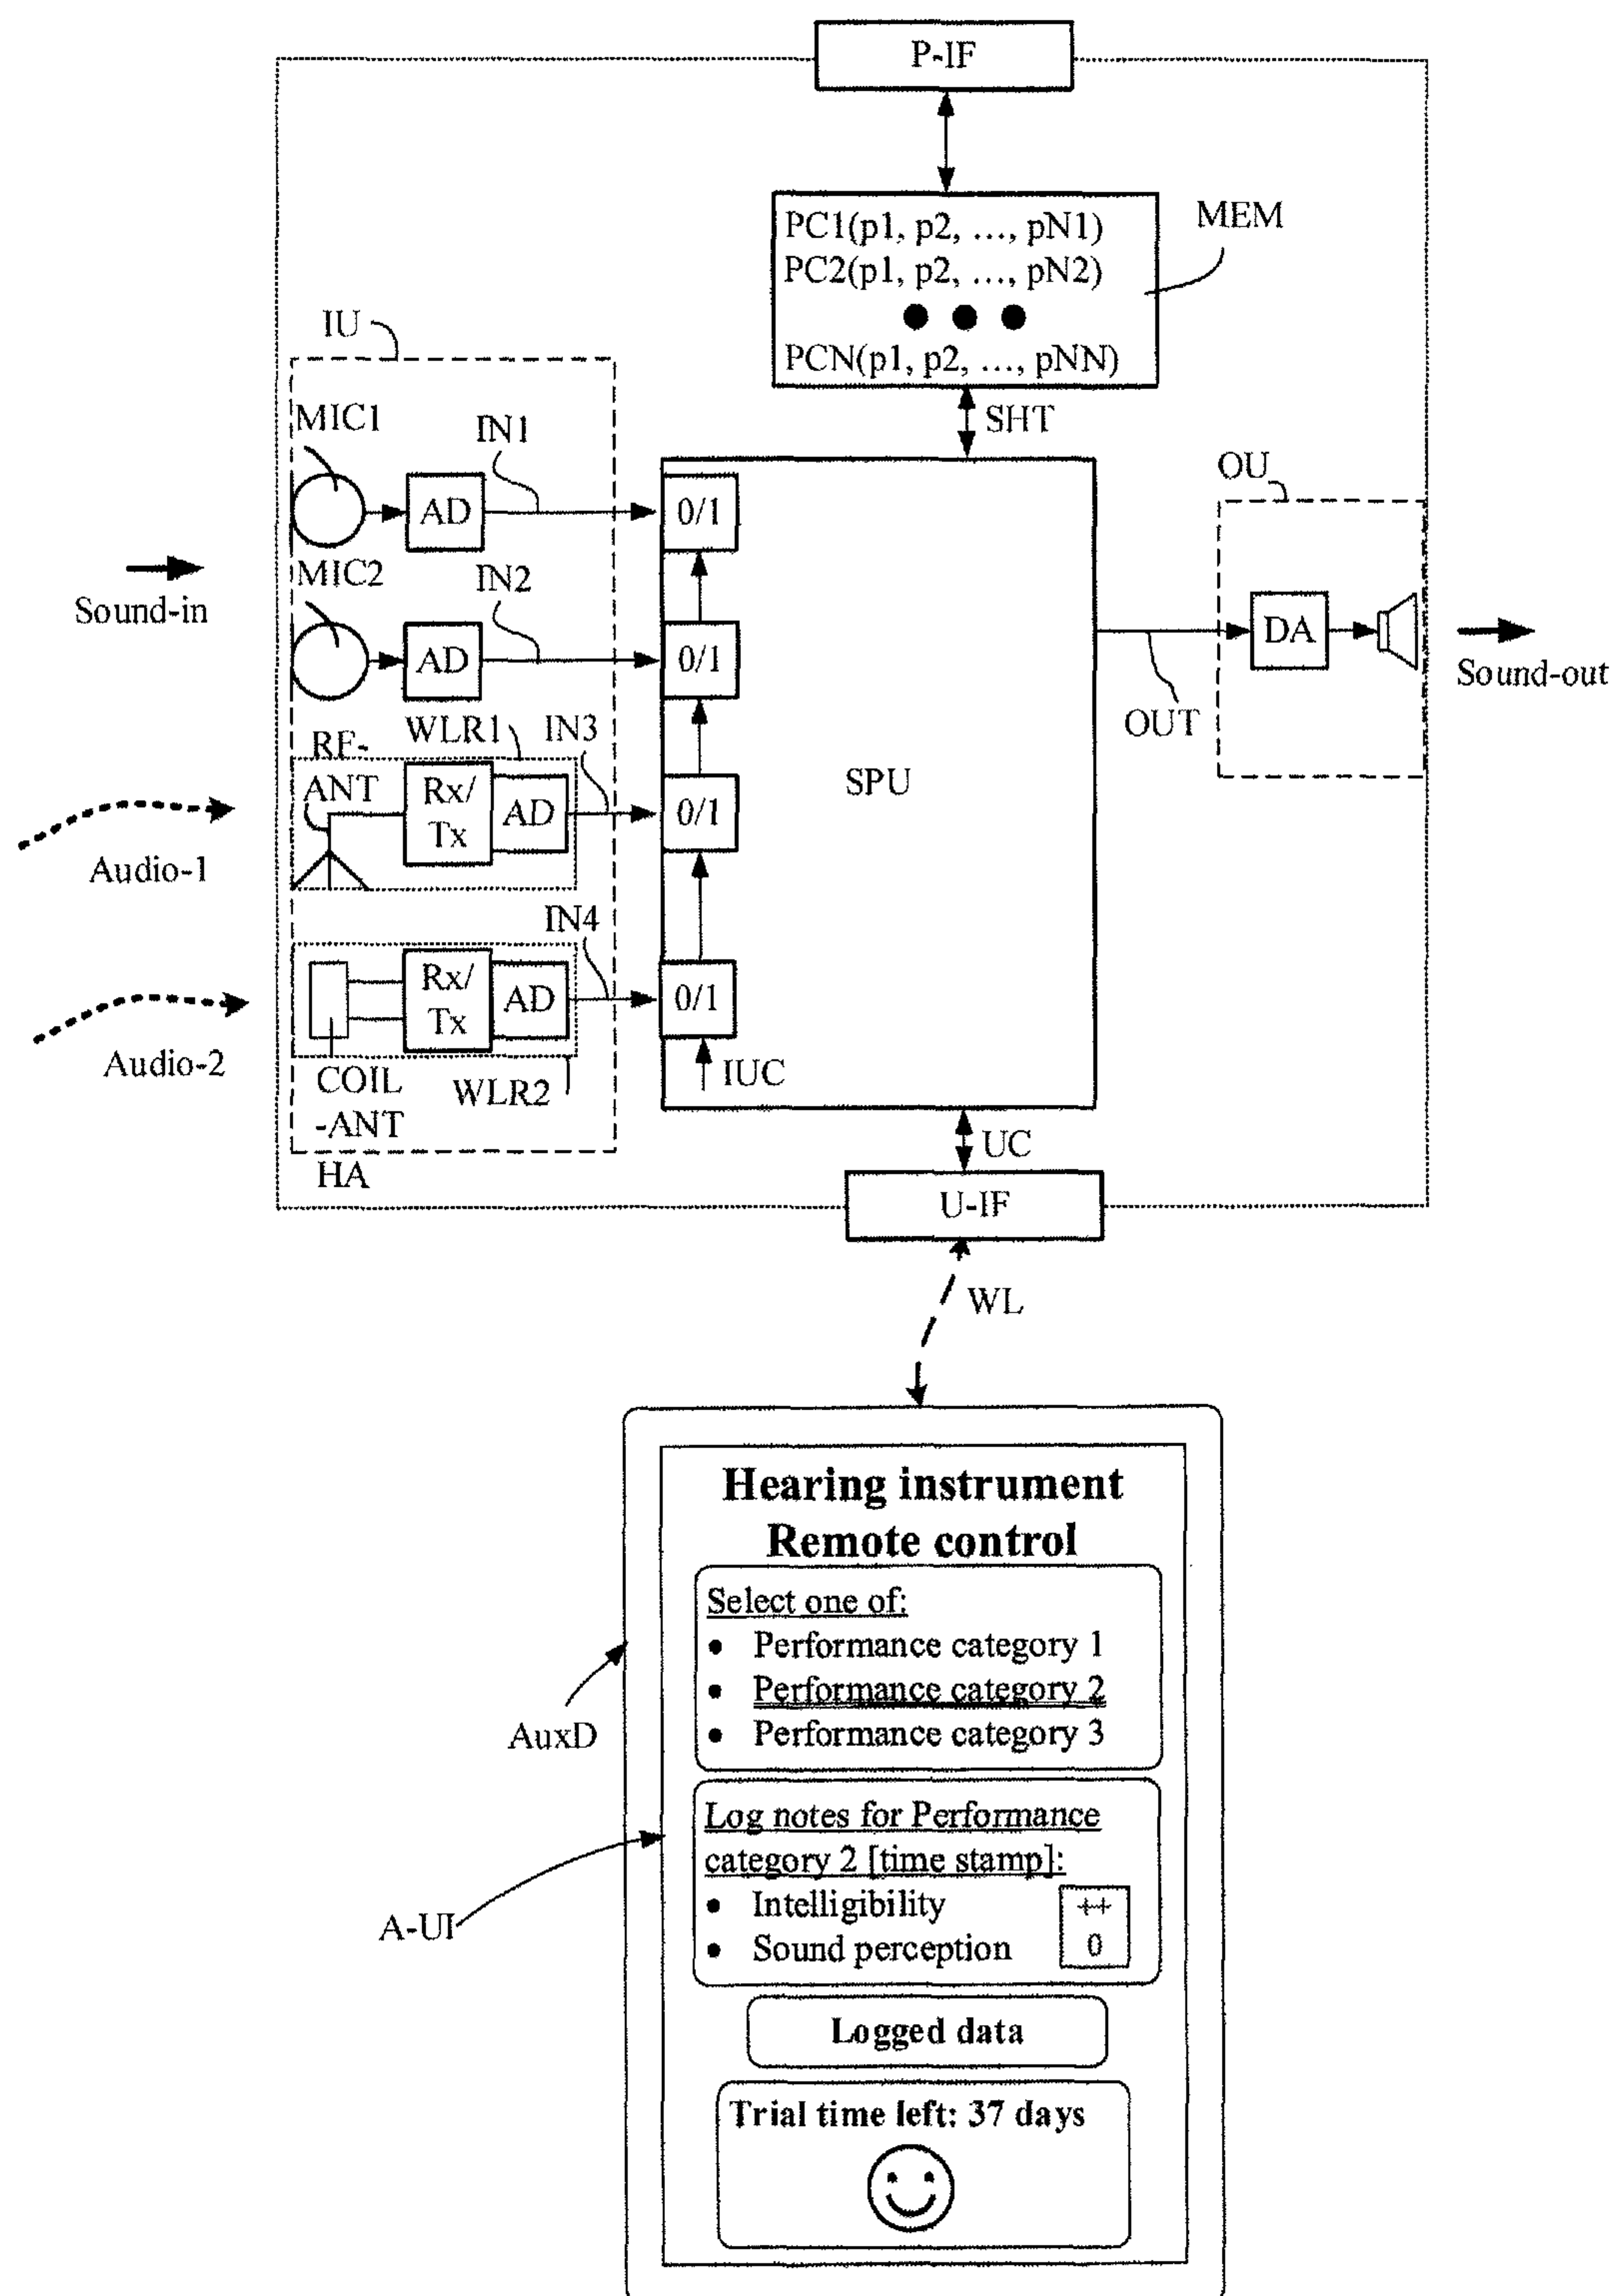 P-IF
PC1(p1, p2, ..., pN1)
PC2(p1, p2, ..., pN2)
PCN(p1, p2, ..., pNN)
MEM
SHT
IU
MIC1
AD
IN1
0/1
MIC2
AD
IN2
0/1
Sound-in
RF-
ANT
WLR1
Rx/
Tx
AD
IN3
0/1
Audio-1
IN4
Rx/
Tx
AD
0/1
Audio-2
COIL
-ANT
WLR2
IUC
HA
SPU
OU
DA
OUT
Sound-out
UC
U-IF
WL
Hearing instrument
Remote control
Select one of:
• Performance category 1
• Performance category 2
• Performance category 3
AuxD
Log notes for Performance
category 2 [time stamp]:
• Intelligibility ++
• Sound perception 0
A-UI
Logged data
Trial time left: 37 days